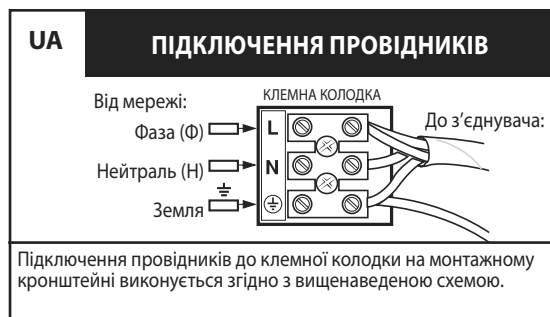 UA
ПІДКЛЮЧЕННЯ ПРОВІДНИКІВ
КЛЕМНА КОЛОДКА
Від мережі:
До з’єднувача:
Фаза (Ф)
L
Нейтраль (Н)
N
Земля
Підключення провідників до клемної колодки на монтажному
кронштейні виконується згідно з вищенаведеною схемою.